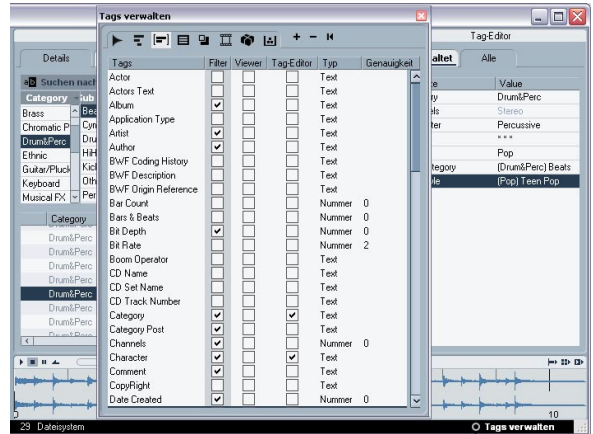 Tags verwalten
Tags Filter Viewer Tag-Editor Typ Genauigkeit
Actor Text
Actors Text Text
Album Text
Application Type Text
Artist Text
Author Text
BWF Coding History Text
BWF Description Text
BWF Origin Reference Text
Bar Count Nummer 0
Bars & Beats Nummer 0
Bit Depth Nummer 0
Bit Rate Nummer 2
Boom Operator Text
CD Name Text
CD Set Name Text
CD Track Number Text
Category Text
Category Post Text
Channels Nummer 0
Character Text
Comment Text
CopyRight Text
Date Created Nummer 0
Details
Suchen nach
Category Sub
Brass
Chromatic P
Drum&Perc
Ethnic
Guitar/Pluck
Keyboard
Musical FX
Bea
Cym
Dru
HiH
Kick
Oth
Per
Category
Drum&Perc
Drum&Perc
Drum&Perc
Drum&Perc
Drum&Perc
Drum&Perc
Drum&Perc
Drum&Perc
Tag-Editor
altet Alle
Value
Drum&Perc
Stereo
Percussive
* * *
Pop
tegory (Drum&Perc) Beats
(Pop) Teen Pop
10
29 Dateisystem
Tags verwalten